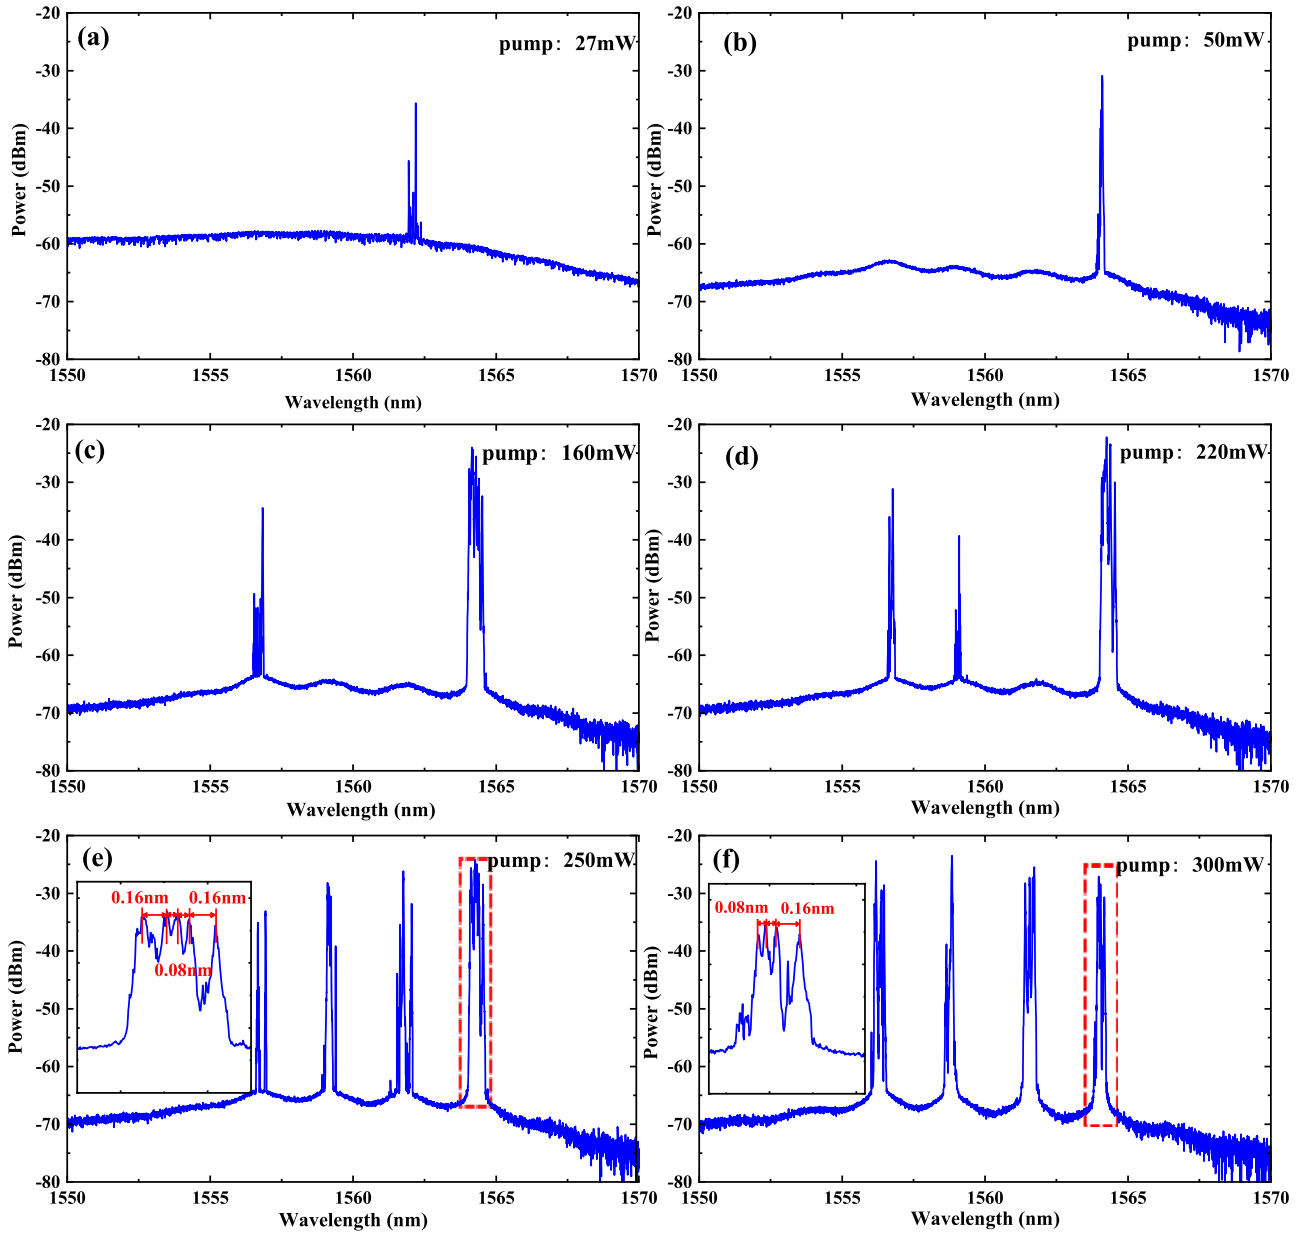 (a)
pump: 27mW
-20
-30
-40
-50
-60
-70
-80
Power (dBm)
1550 1555 1560 1565 1570
Wavelength (nm)
(b)
pump: 50mW
-20
-30
-40
-50
-60
-70
-80
Power (dBm)
1550 1555 1560 1565 1570
Wavelength (nm)
(c)
pump: 160mW
-20
-30
-40
-50
-60
-70
-80
Power (dBm)
1550 1555 1560 1565 1570
Wavelength (nm)
(d)
pump: 220mW
-20
-30
-40
-50
-60
-70
-80
Power (dBm)
1550 1555 1560 1565 1570
Wavelength (nm)
(e)
pump: 250mW
0.16nm 0.16nm
0.08nm
-20
-30
-40
-50
-60
-70
-80
Power (dBm)
1550 1555 1560 1565 1570
Wavelength (nm)
(f)
pump: 300mW
0.08nm 0.16nm
-20
-30
-40
-50
-60
-70
-80
Power (dBm)
1550 1555 1560 1565 1570
Wavelength (nm)